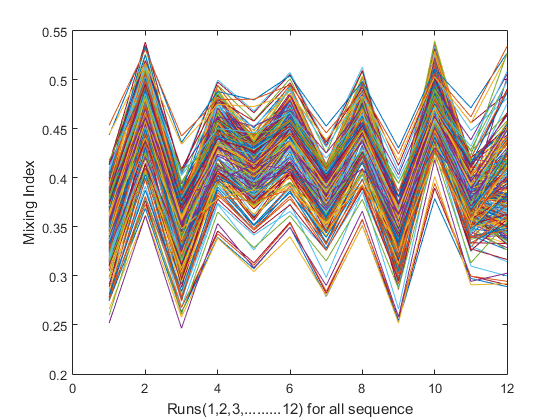 0.55
0.5
0.45
0.4
0.35
0.3
0.25
0.2
Mixing Index
0 2 4 6 8 10 12
Runs(1,2,3,.........12) for all sequence